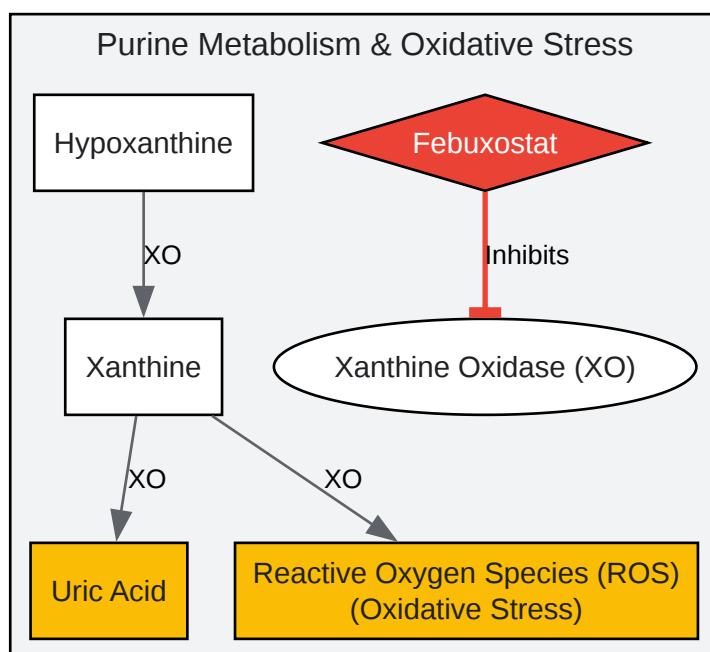 Purine Metabolism & Oxidative Stress
Hypoxanthine
Febuxostat
XO
Inhibits
Xanthine
Xanthine Oxidase (XO)
XO
XO
Uric Acid
Reactive Oxygen Species (ROS)
(Oxidative Stress)